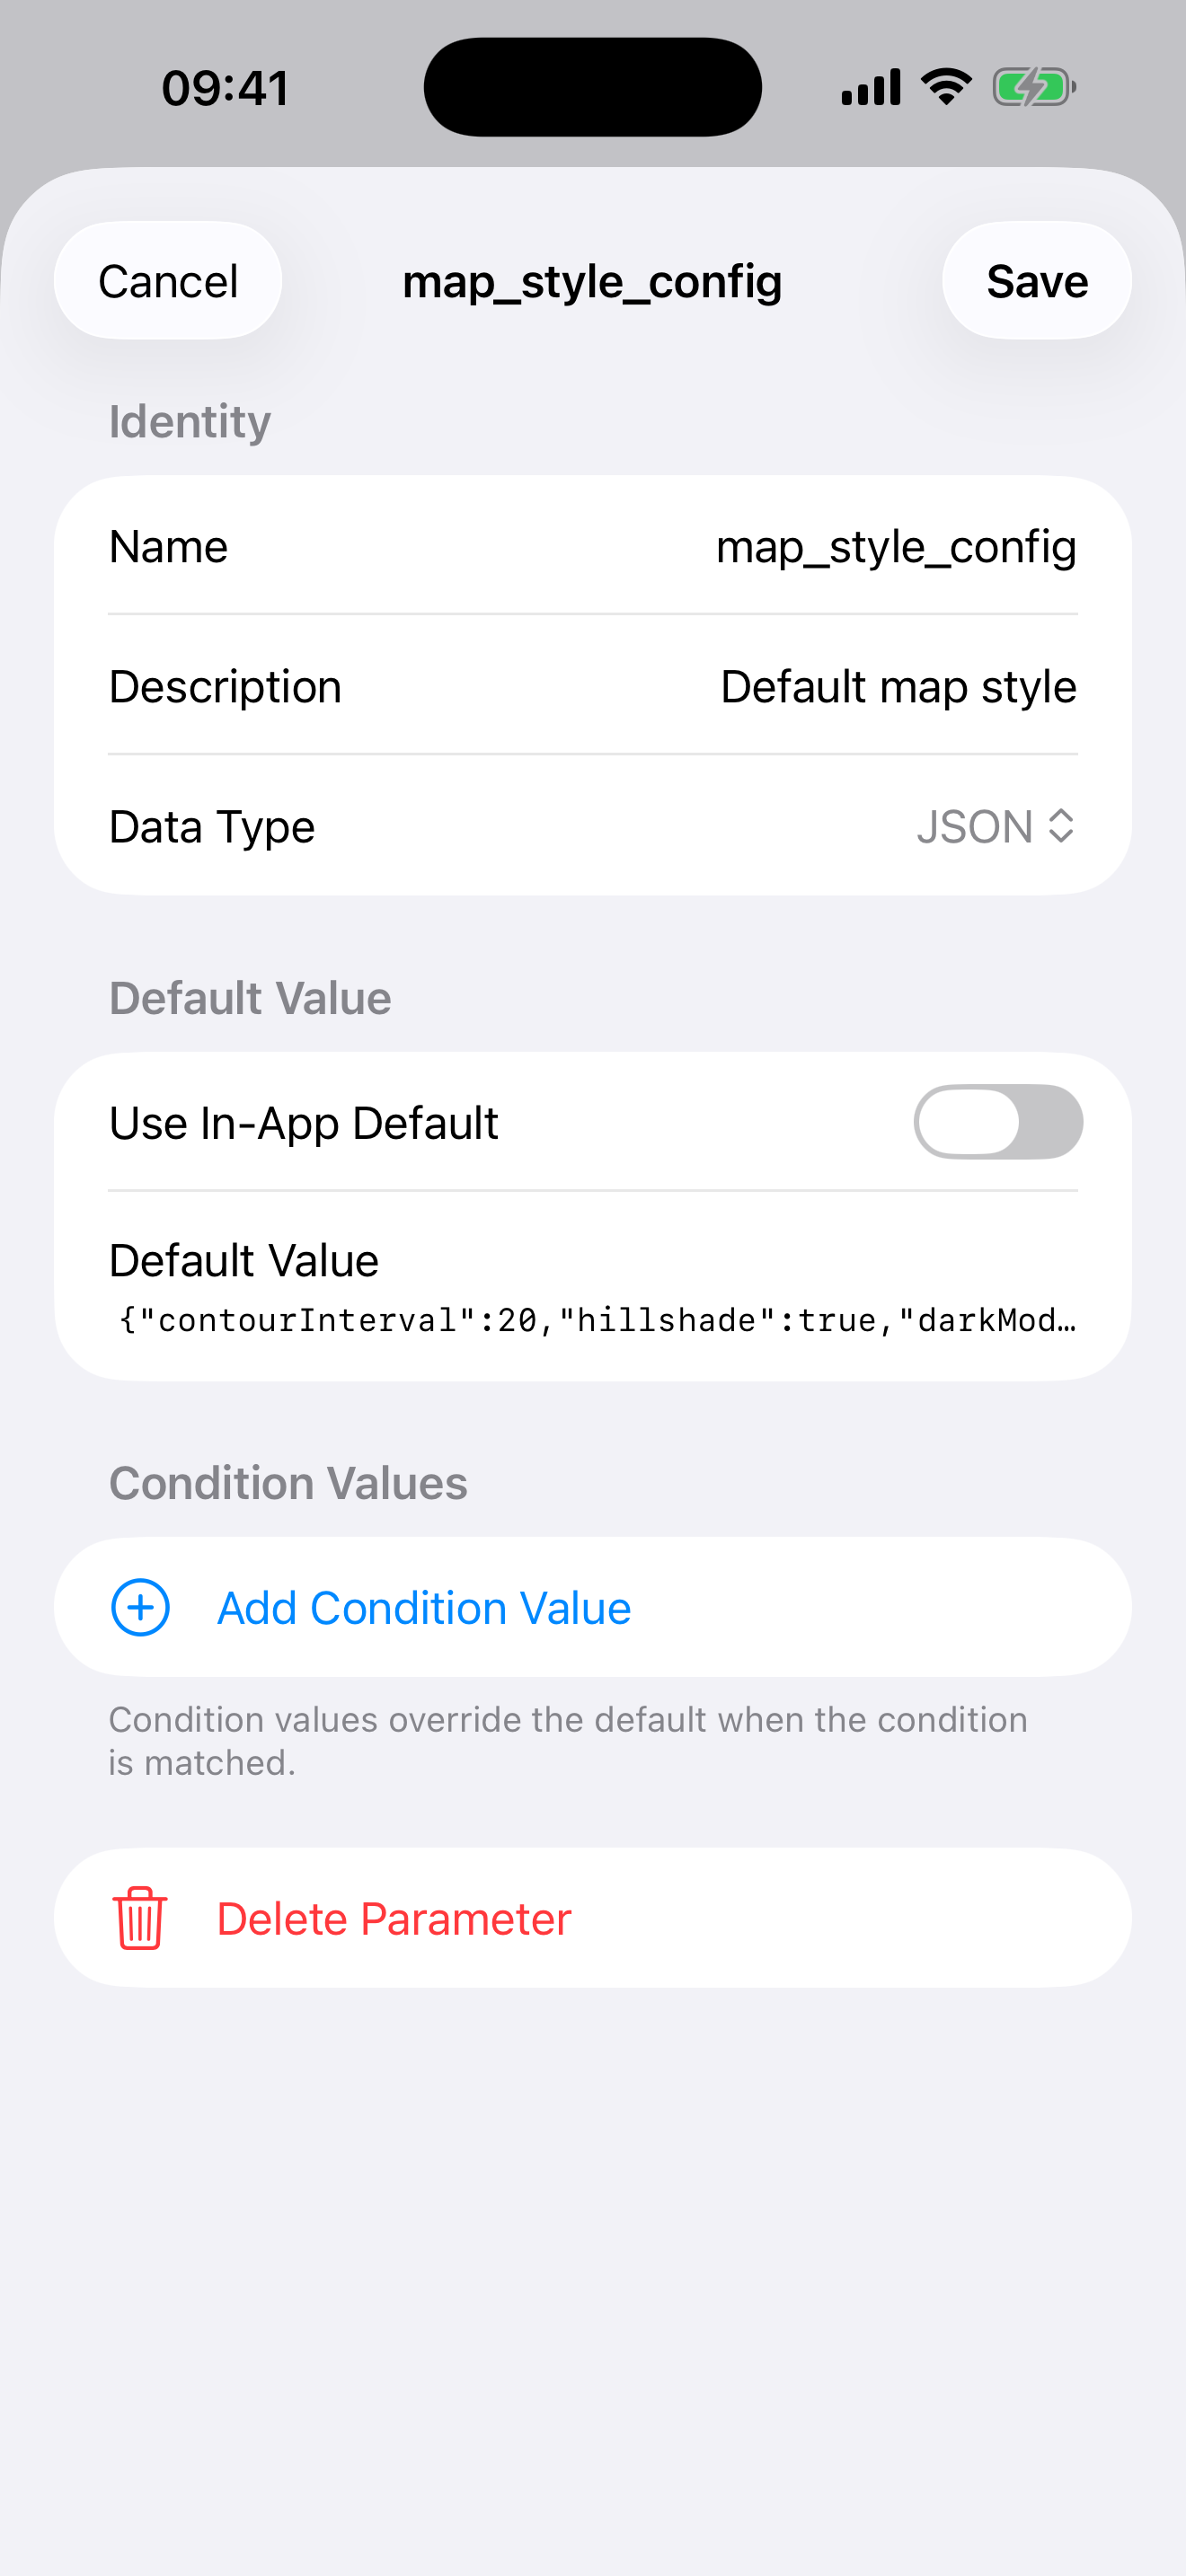 09:41
Cancel
map_style_config
Save
Identity
Name
map_style_config
Description
Default map style
Data Type
JSON
Default Value
Use In-App Default
Default Value
{"contourInterval":20,"hillshade":true,"darkMod…
Condition Values
Add Condition Value
Condition values override the default when the condition
is matched.
Delete Parameter